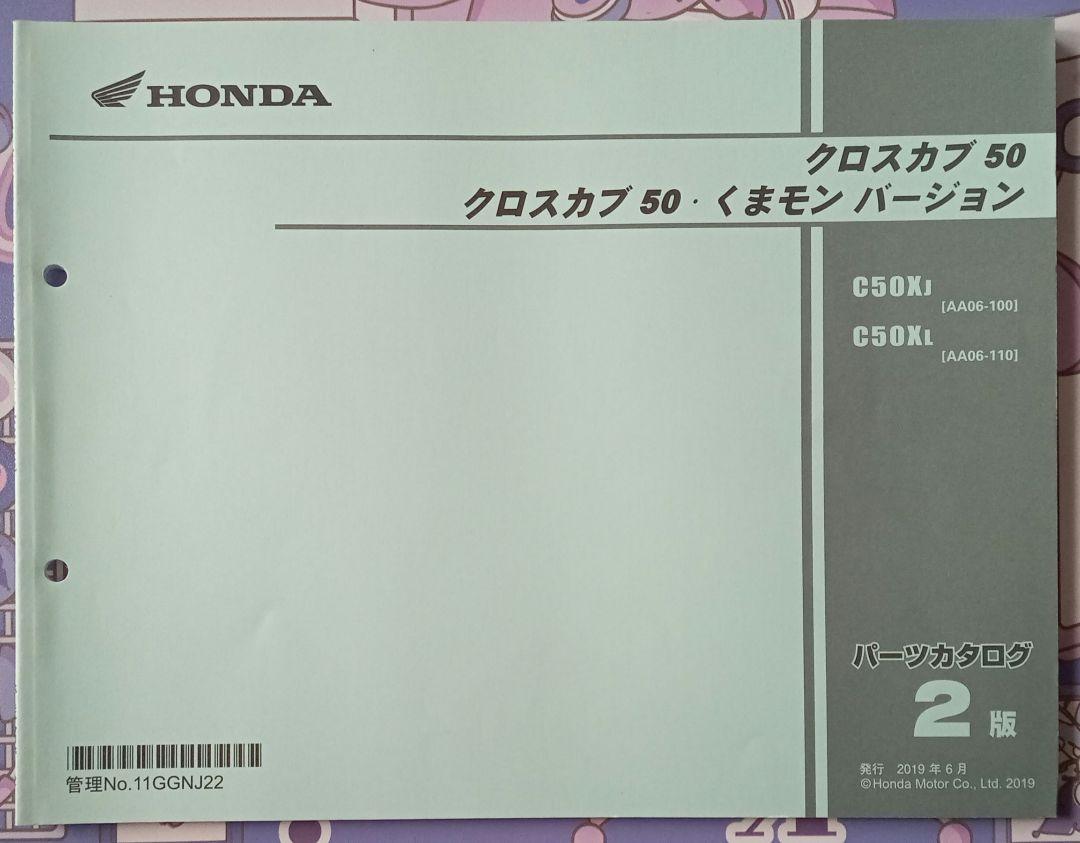 HONDA
クロスカブ 50
クロスカブ 50・くまモン バージョン
C50XJ
[AA06-100]
C50XL
[AA06-110]
パーツカタログ
2 版
発行 2019 年 6 月
©Honda Motor Co., Ltd. 2019
管理No.11GGNJ22